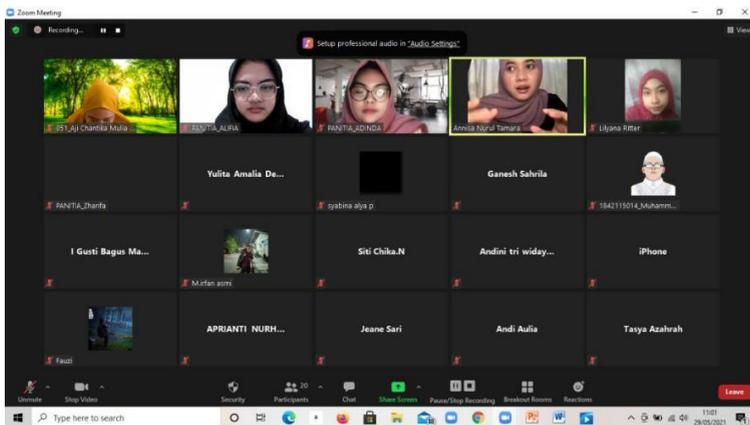 Zoom Meeting
Recording...
View
Setup professional audio in "Audio Settings"
051_Aji Chantika Mulia ...
PANITIA_ALIFIA
PANITIA_ADINDA
Annisa Nurul Tamara
Lilyana Ritter
PANITIA_Zharifa
Yulita Amalia De...
syabina alya p
Ganesh Sahrila
1842115014_Muhamm...
I Gusti Bagus Ma...
M.irfan asmi
Siti Chika.N
Andini tri widay...
iPhone
Fauzi
APRIANTI NURH...
Jeane Sari
Andi Aulia
Tasya Azahrah
Unmute
Stop Video
Security
20
Participants
Chat
Share Screen
Pause/Stop Recording
Breakout Rooms
Reactions
Leave
Type here to search
11:01
29/05/2021